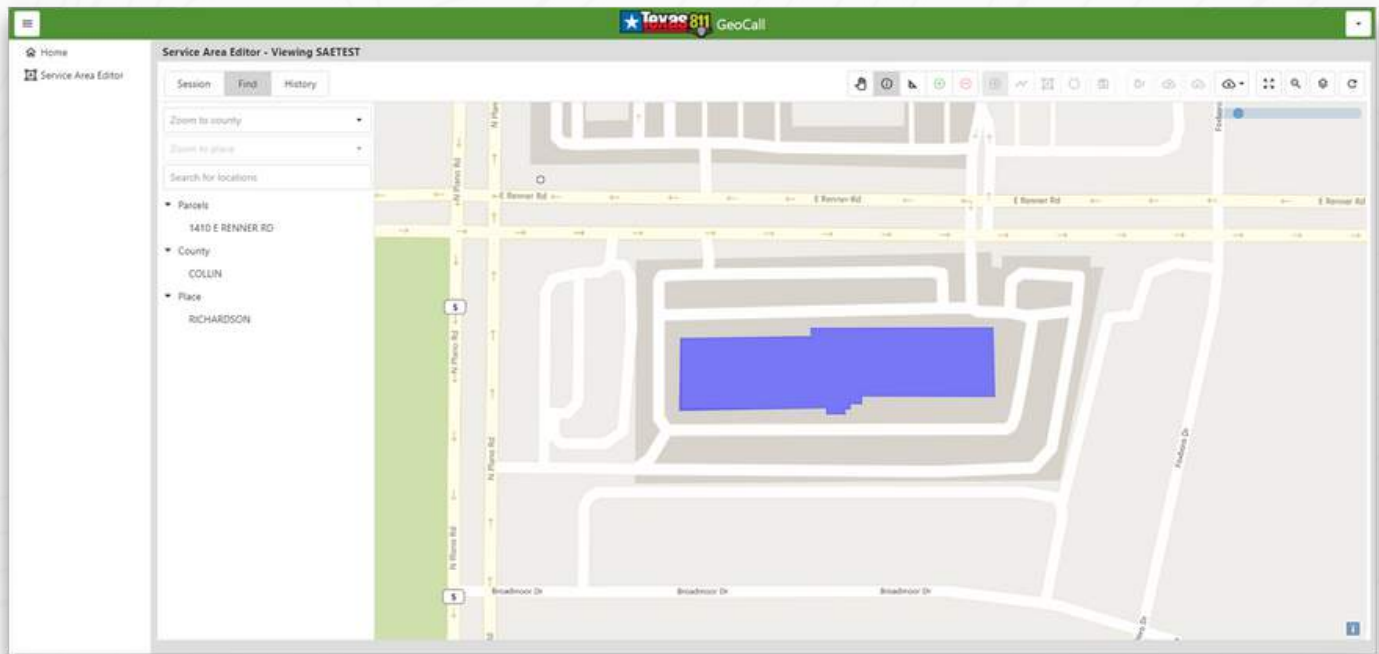 Texas 811 GeoCall
Home
Service Area Editor
Service Area Editor - Viewing SAETEST
Session Find History
Zoom to county
Zoom to place
Search for locations
Parcels
1410 E RENNER RD
County
COLLIN
Place
RICHARDSON
N Plano Rd
E Renner Rd
E Renner Rd
E Renner Rd
E Renner Rd
N Plano Rd
5
N Plano Rd
N Plano Rd
N Plano Rd
5
Broadmoor Dr
Broadmoor Dr
Broadmoor Dr
Foxboro Dr